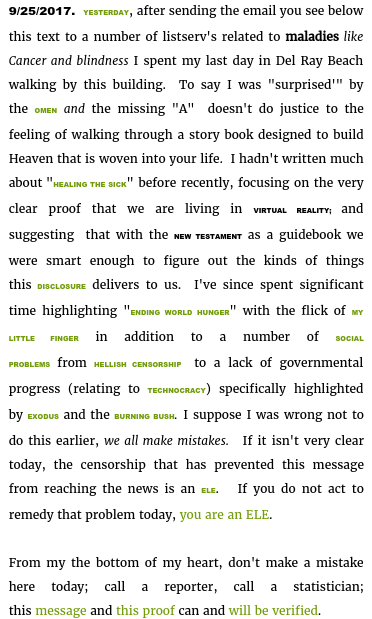 9/25/2017. YESTERDAY, after sending the email you see below
this text to a number of listserv's related to maladies like
Cancer and blindness I spent my last day in Del Ray Beach
walking by this building. To say I was "surprised'" by
the OMEN and the missing "A" doesn't do justice to the
feeling of walking through a story book designed to build
Heaven that is woven into your life. I hadn't written much
about "HEALING THE SICK" before recently, focusing on the very
clear proof that we are living in VIRTUAL REALITY; and
suggesting that with the NEW TESTAMENT as a guidebook we
were smart enough to figure out the kinds of things
this DISCLOSURE delivers to us. I've since spent significant
time highlighting "ENDING WORLD HUNGER" with the flick of MY
LITTLE FINGER in addition to a number of SOCIAL
PROBLEMS from HELLISH CENSORSHIP to a lack of governmental
progress (relating to TECHNOCRACY) specifically highlighted
by EXODUS and the BURNING BUSH. I suppose I was wrong not to
do this earlier, we all make mistakes. If it isn't very clear
today, the censorship that has prevented this message
from reaching the news is an ELE. If you do not act to
remedy that problem today, you are an ELE.
From my the bottom of my heart, don't make a mistake
here today; call a reporter, call a statistician;
this message and this proof can and will be verified.